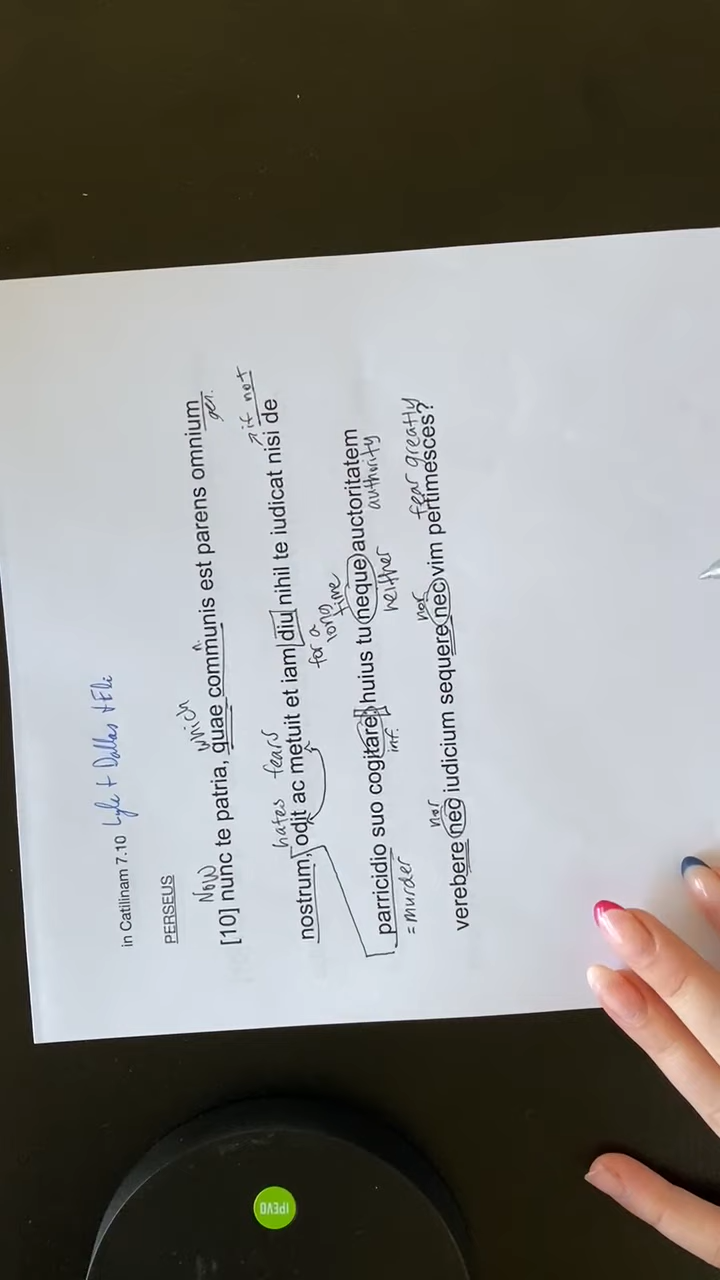 in Catilinam 7.10 Lyle + Dallas + Eli
PERSEUS
Now which n. gen.
[10] nunc te patria, quae communis est parens omnium
hates fears for a long time if not
nostrum, odit ac metuit et iam diu nihil te iudicat nisi de
parricidio suo cogitare, huius tu neque auctoritatem
= murder inf. neither authority
nor nor fear greatly
verebere nec iudicium sequere nec vim pertimesces?
IPEVO